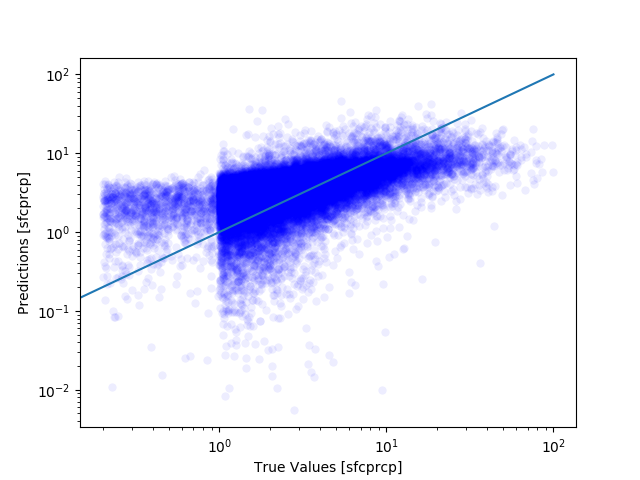 10²
10¹
10⁰
10⁻¹
10⁻²
Predictions [sfcprcp]
10⁰ 10¹ 10²
True Values [sfcprcp]